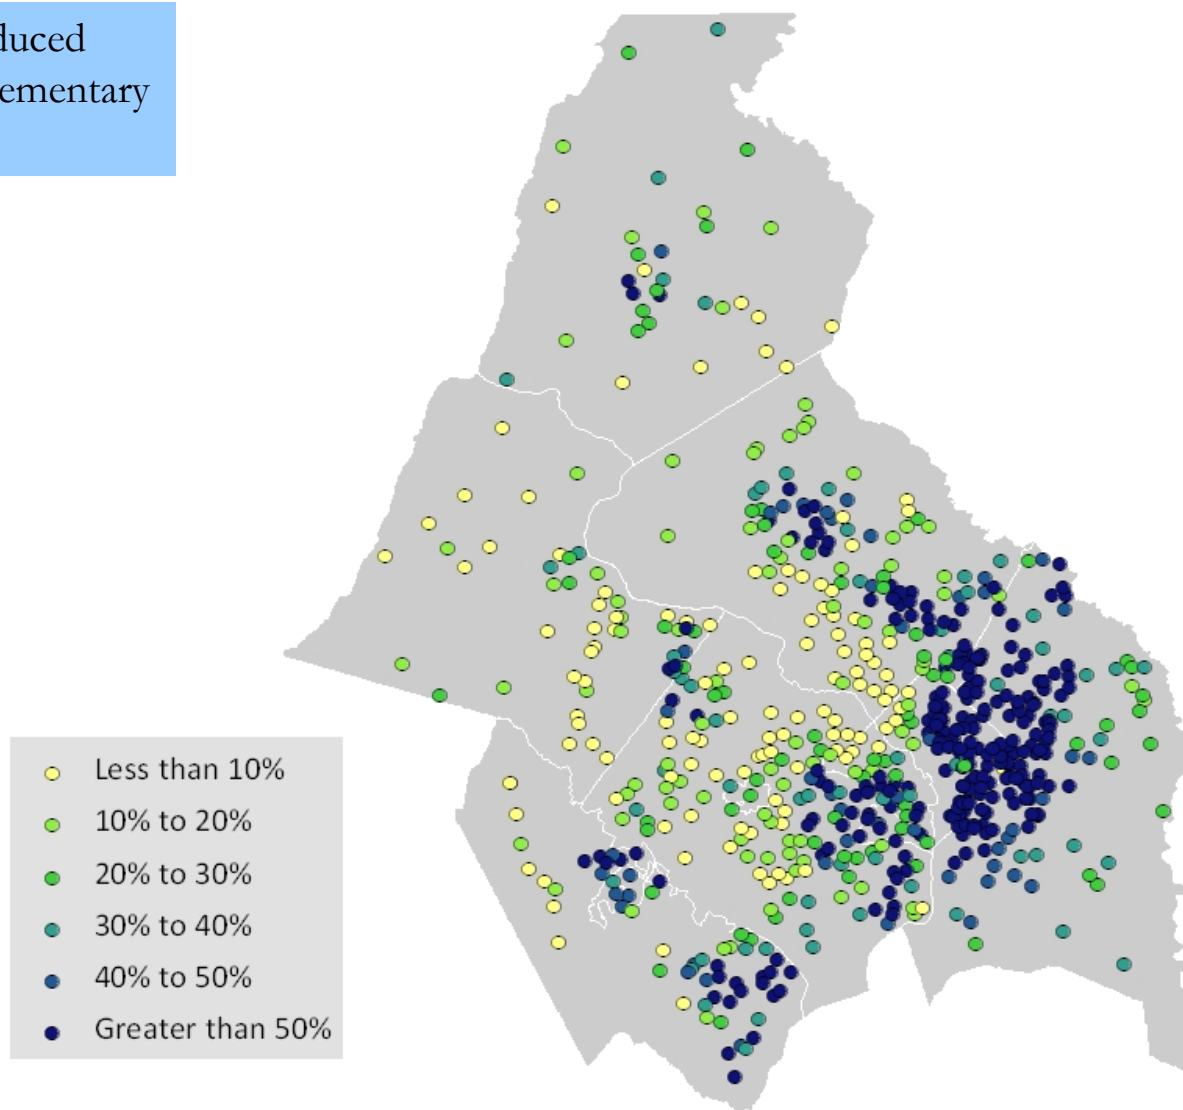 ementary
Less than 10%
10% to 20%
20% to 30%
30% to 40%
40% to 50%
Greater than 50%